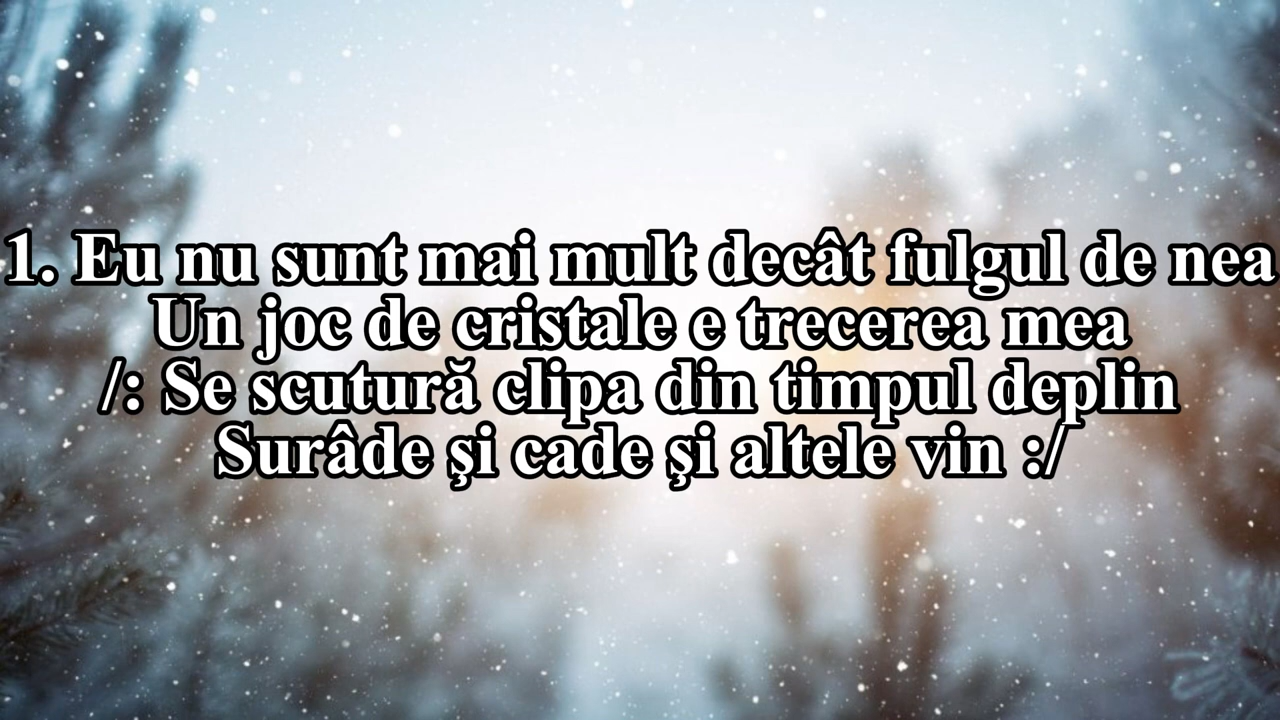 1. Eu nu sunt mai mult decât fulgul de nea
Un joc de cristale e trecerea mea
/: Se scutură clipa din timpul deplin
Surâde şi cade şi altele vin :/